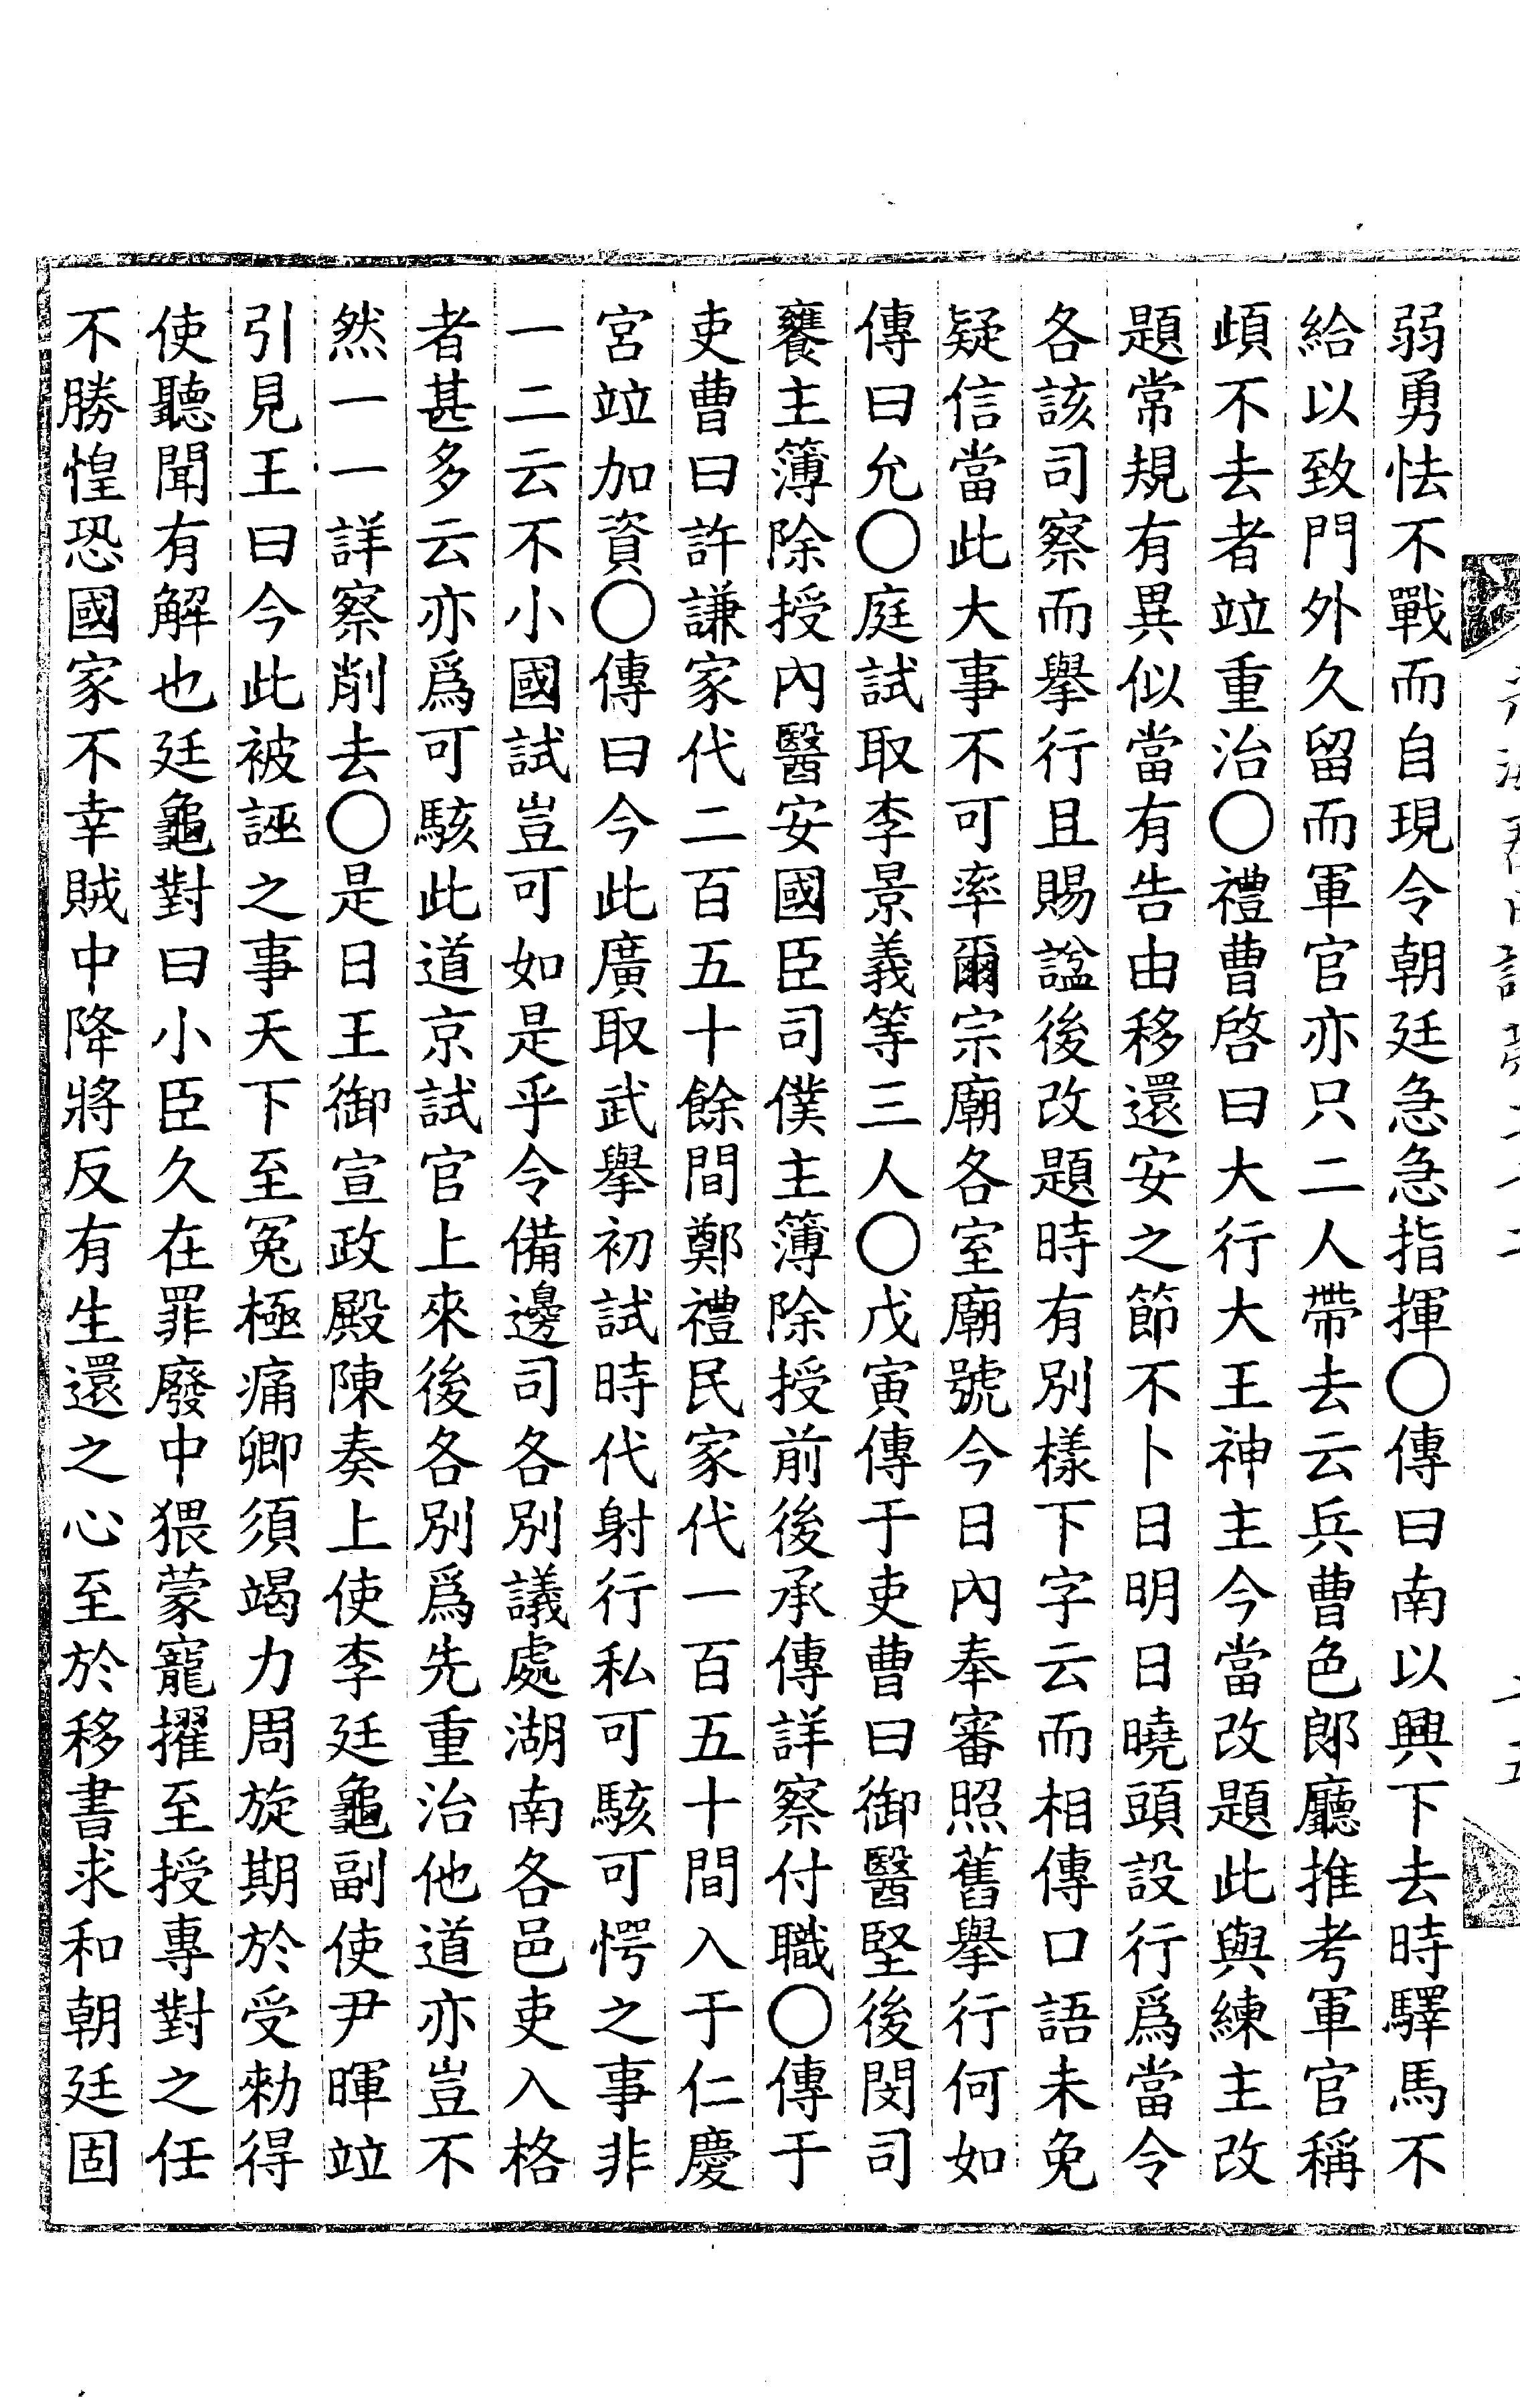 弱勇怯不戰而自現令朝廷急急指揮〇傳曰南以興下去時驛馬不
給以致門外久留而軍官亦只二人帶去云兵曹色郞廳推考軍官稱
頉不去者竝重治〇禮曹啓曰大行大王神主今當改題此與練主改
題常規有異似當有告由移還安之節不卜日明日曉頭設行爲當令
各該司察而擧行且賜諡後改題時有別樣下字云而相傳口語未免
疑信當此大事不可率爾宗廟各室廟號今日內奉審照舊擧行何如
傳曰允〇庭試取李景義等三人〇戊寅傳于吏曹曰御醫堅後閔司
饔主簿除授內醫安國臣司僕主簿除授前後承傳詳察付職〇傳于
吏曹曰許謙家代二百五十餘間鄭禮民家代一百五十間入于仁慶
宮竝加資〇傳曰今此廣取武擧初試時代射行私可駭可愕之事非
一二云不小國試豈可如是乎令備邊司各別議處湖南各邑吏入格
者甚多云亦爲可駭此道京試官上來後各別爲先重治他道亦豈不
然一一詳察削去〇是日王御宣政殿陳奏上使李廷龜副使尹暉竝
引見王曰今此被誣之事天下至冤極痛卿須竭力周旋期於受勑得
使聽聞有解也廷龜對曰小臣久在罪廢中猥蒙寵擢至授專對之任
不勝惶恐國家不幸賊中降將反有生還之心至於移書求和朝廷固